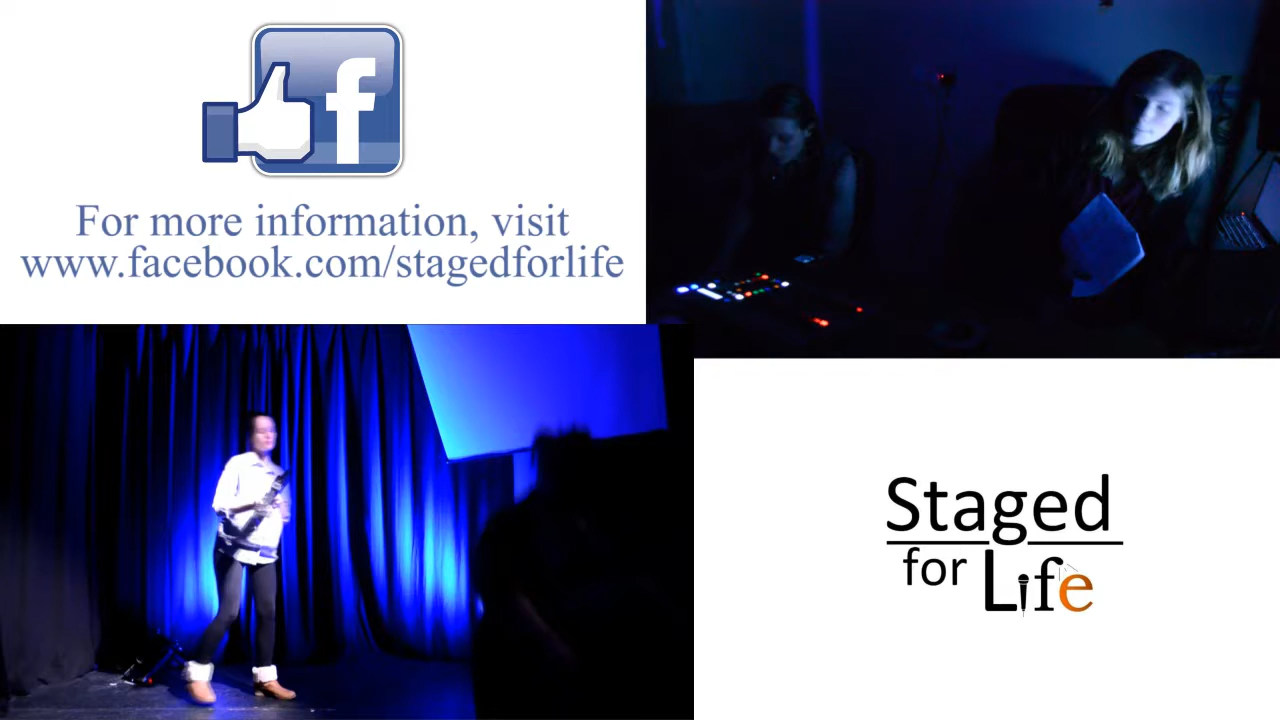 f
For more information, visit
www.facebook.com/stagedforlife
Staged
for Life